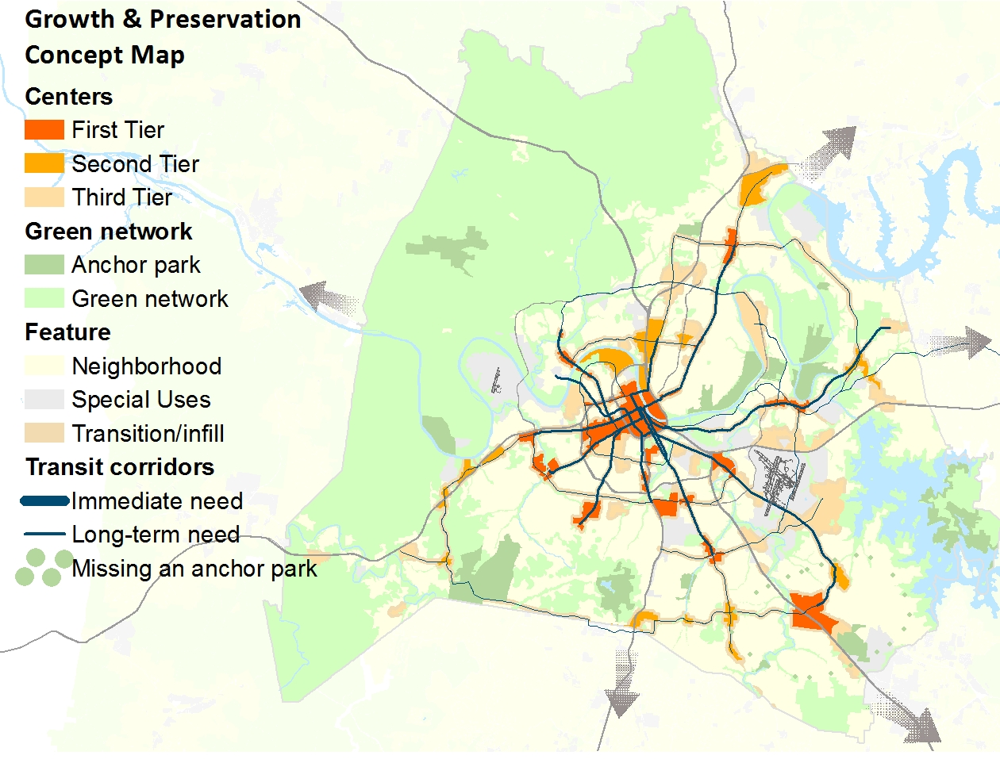 Growth & Preservation
Concept Map
Centers
First Tier
Second Tier
Third Tier
Green network
Anchor park
Green network
Feature
Neighborhood
Special Uses
Transition/infill
Transit corridors
Immediate need
Long-term need
Missing an anchor park